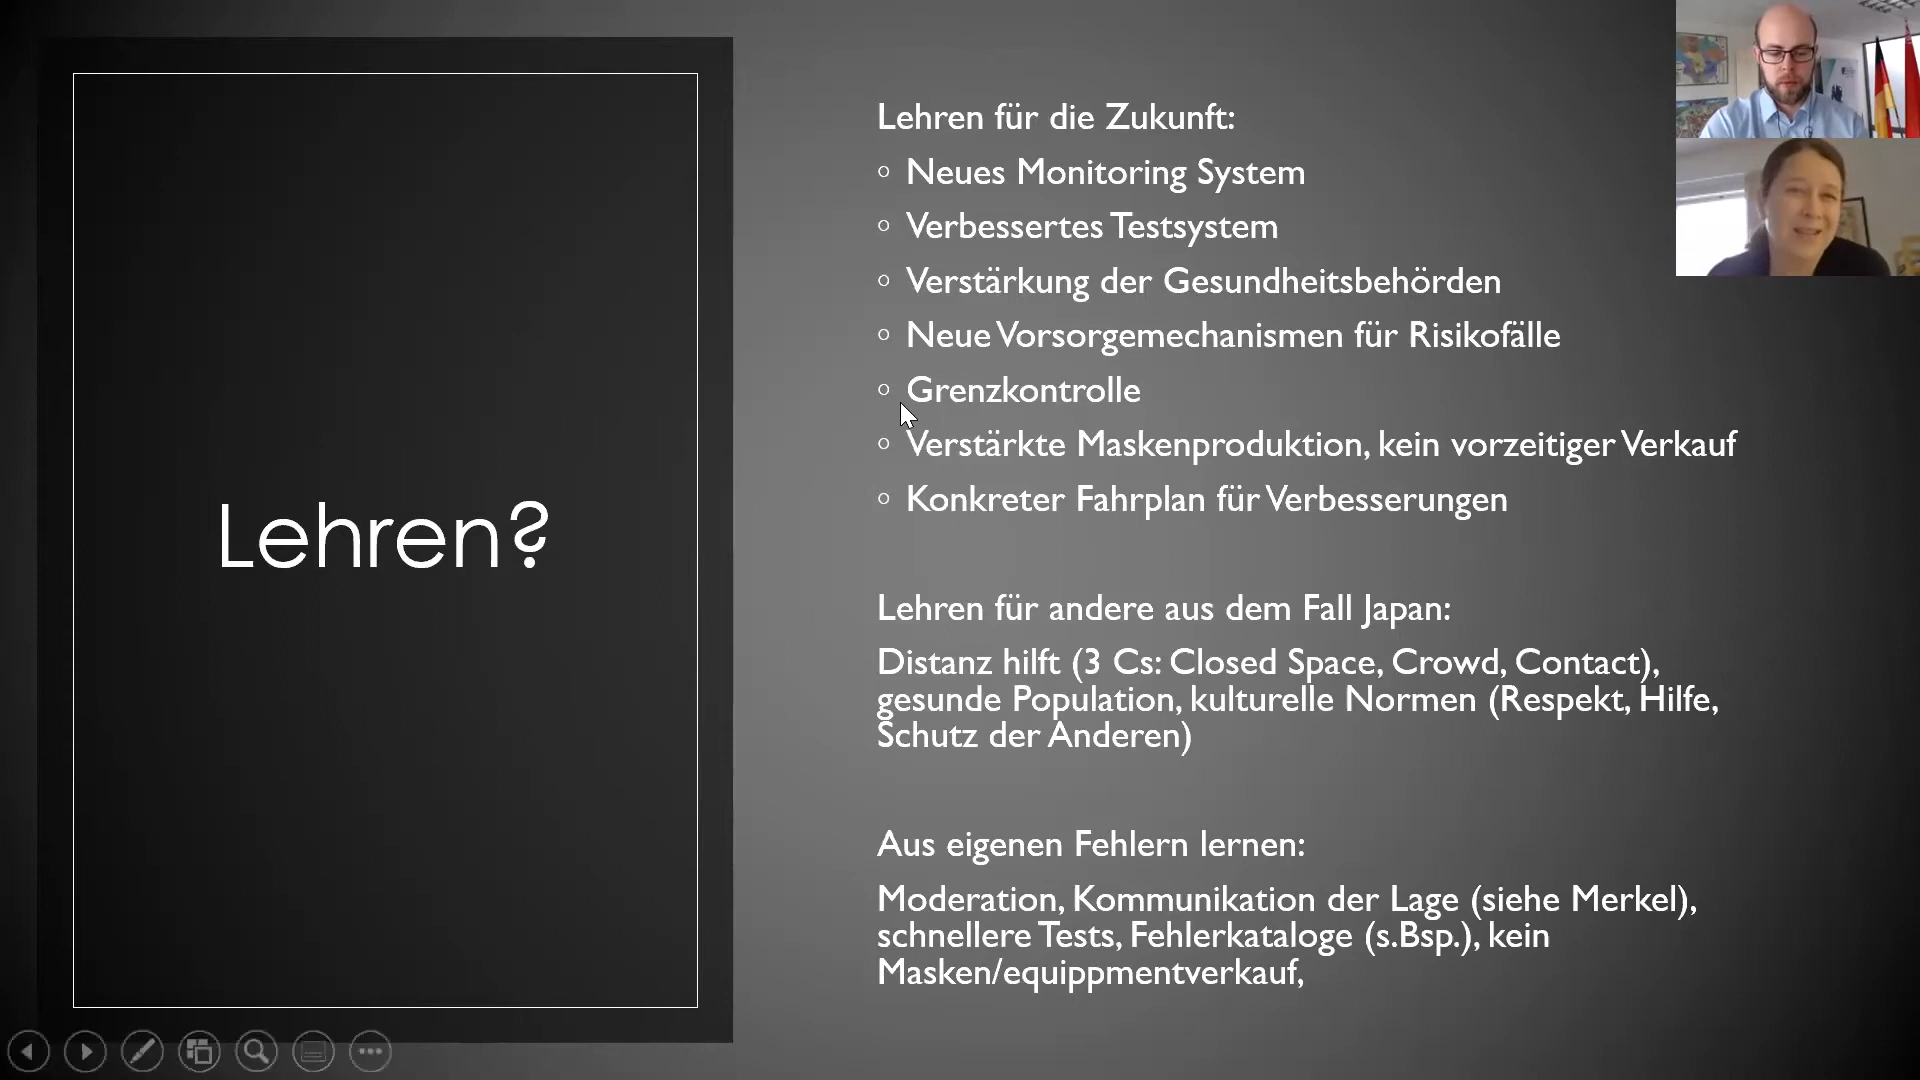 Lehren?
Lehren für die Zukunft:
Neues Monitoring System
Verbessertes Testsystem
Verstärkung der Gesundheitsbehörden
Neue Vorsorgemechanismen für Risikofälle
Grenzkontrolle
Verstärkte Maskenproduktion, kein vorzeitiger Verkauf
Konkreter Fahrplan für Verbesserungen
Lehren für andere aus dem Fall Japan:
Distanz hilft (3 Cs: Closed Space, Crowd, Contact),
gesunde Population, kulturelle Normen (Respekt, Hilfe,
Schutz der Anderen)
Aus eigenen Fehlern lernen:
Moderation, Kommunikation der Lage (siehe Merkel),
schnellere Tests, Fehlerkataloge (s.Bsp.), kein
Masken/equippmentverkauf,